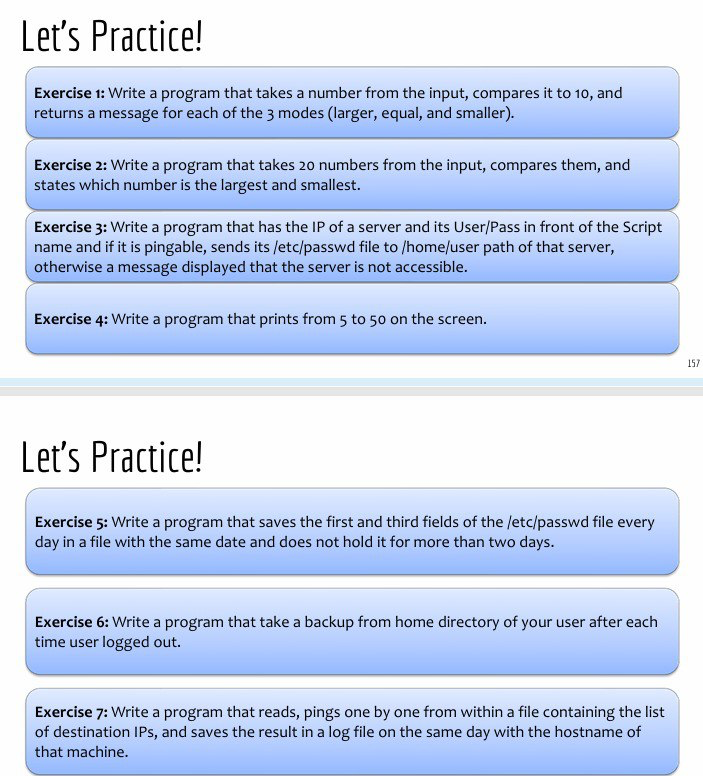 Let's Practice!
Exercise 1: Write a program that takes a number from the input, compares it to 10, and
returns a message for each of the 3 modes (larger, equal, and smaller).
Exercise 2: Write a program that takes 20 numbers from the input, compares them, and
states which number is the largest and smallest.
Exercise 3: Write a program that has the IP of a server and its User/Pass in front of the Script
name and if it is pingable, sends its /etc/passwd file to /home/user path of that server,
otherwise a message displayed that the server is not accessible.
Exercise 4: Write a program that prints from 5 to 50 on the screen.
157
Let's Practice!
Exercise 5: Write a program that saves the first and third fields of the /etc/passwd file every
day in a file with the same date and does not hold it for more than two days.
Exercise 6: Write a program that take a backup from home directory of your user after each
time user logged out.
Exercise 7: Write a program that reads, pings one by one from within a file containing the list
of destination IPs, and saves the result in a log file on the same day with the hostname of
that machine.